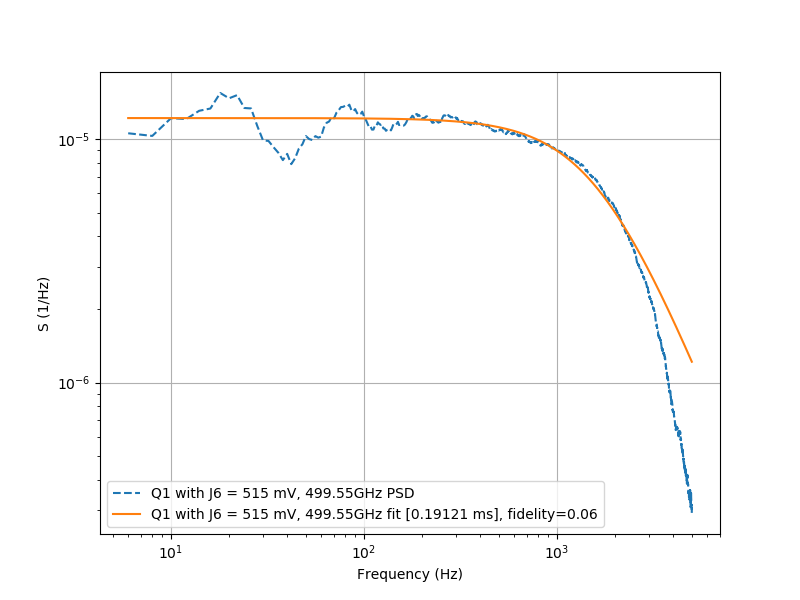 10⁻⁵
10⁻⁶
S (1/Hz)
Q1 with J6 = 515 mV, 499.55GHz PSD
Q1 with J6 = 515 mV, 499.55GHz fit [0.19121 ms], fidelity=0.06
10¹ 10² 10³
Frequency (Hz)